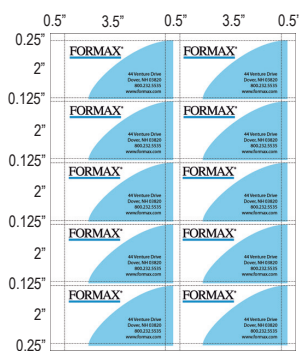 0.5" 3.5" 0.5" 3.5" 0.5"
0.25"
2"
0.125"
2"
0.125"
2"
0.125"
2"
0.125"
2"
0.25"
FORMAX®
44 Venture Drive
Dover, NH 03820
800.232.5535
www.formax.com
FORMAX®
44 Venture Drive
Dover, NH 03820
800.232.5535
www.formax.com
FORMAX®
44 Venture Drive
Dover, NH 03820
800.232.5535
www.formax.com
FORMAX®
44 Venture Drive
Dover, NH 03820
800.232.5535
www.formax.com
FORMAX®
44 Venture Drive
Dover, NH 03820
800.232.5535
www.formax.com
FORMAX®
44 Venture Drive
Dover, NH 03820
800.232.5535
www.formax.com
FORMAX®
44 Venture Drive
Dover, NH 03820
800.232.5535
www.formax.com
FORMAX®
44 Venture Drive
Dover, NH 03820
800.232.5535
www.formax.com
FORMAX®
44 Venture Drive
Dover, NH 03820
800.232.5535
www.formax.com
FORMAX®
44 Venture Drive
Dover, NH 03820
800.232.5535
www.formax.com